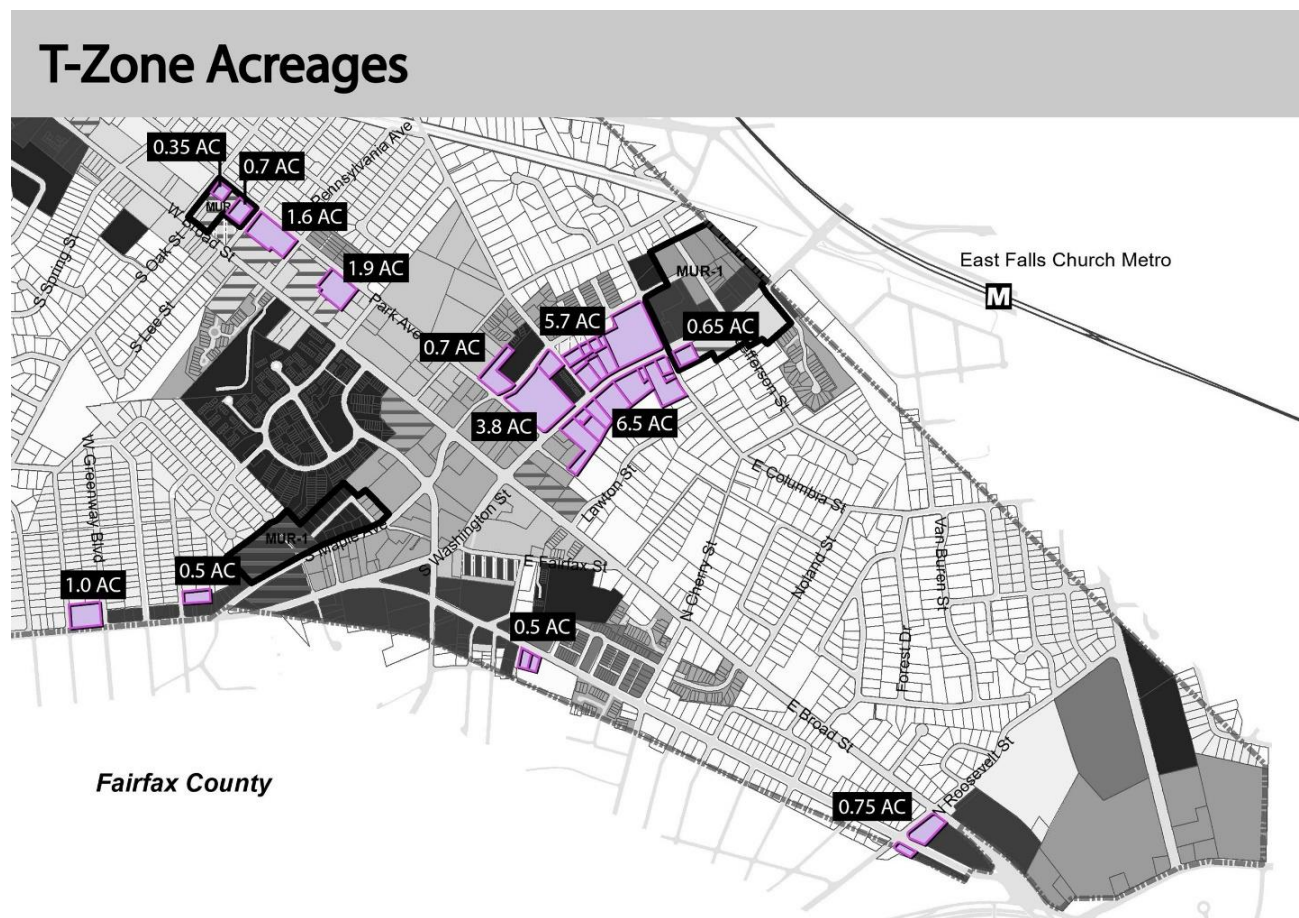 T-Zone Acreages
0.35 AC
0.7 AC
Pennsylvania Ave
MUR
1.6 AC
W Broad St
S Oak St
S Spring St
S Lee St
1.9 AC
Park Ave
East Falls Church Metro
M
MUR-1
5.7 AC
0.65 AC
0.7 AC
Jefferson St
3.8 AC
6.5 AC
W Greenway Blvd
Lawton St
E Columbia St
S Washington St
MUR-1
S Maple Ave
Van Buren St
Noland St
N Cherry St
E Fairfax St
0.5 AC
1.0 AC
0.5 AC
Forest Dr
E Broad St
N Roosevelt St
Fairfax County
0.75 AC